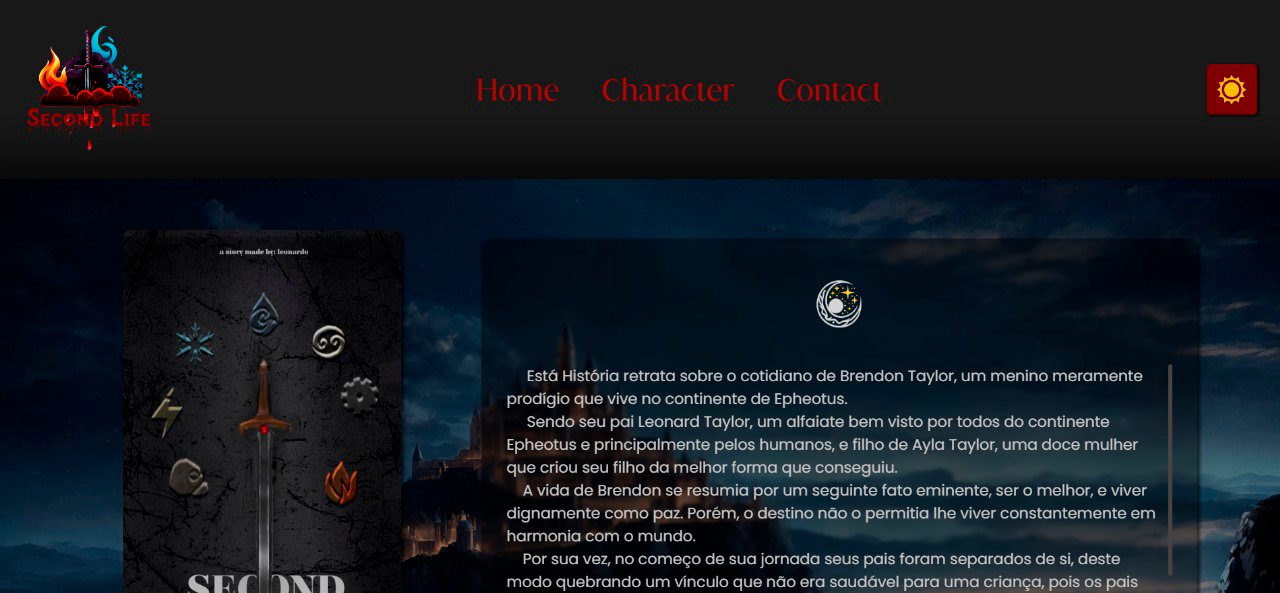 Second Life
Home Character Contact
a story made by: leonardo
SECOND
Está História retrata sobre o cotidiano de Brendon Taylor, um menino meramente
prodígio que vive no continente de Epheotus.
Sendo seu pai Leonard Taylor, um alfaiate bem visto por todos do continente
Epheotus e principalmente pelos humanos, e filho de Ayla Taylor, uma doce mulher
que criou seu filho da melhor forma que conseguiu.
A vida de Brendon se resumia por um seguinte fato eminente, ser o melhor, e viver
dignamente como paz. Porém, o destino não o permitia lhe viver constantemente em
harmonia com o mundo.
Por sua vez, no começo de sua jornada seus pais foram separados de si, deste
modo quebrando um vínculo que não era saudável para uma criança, pois os pais